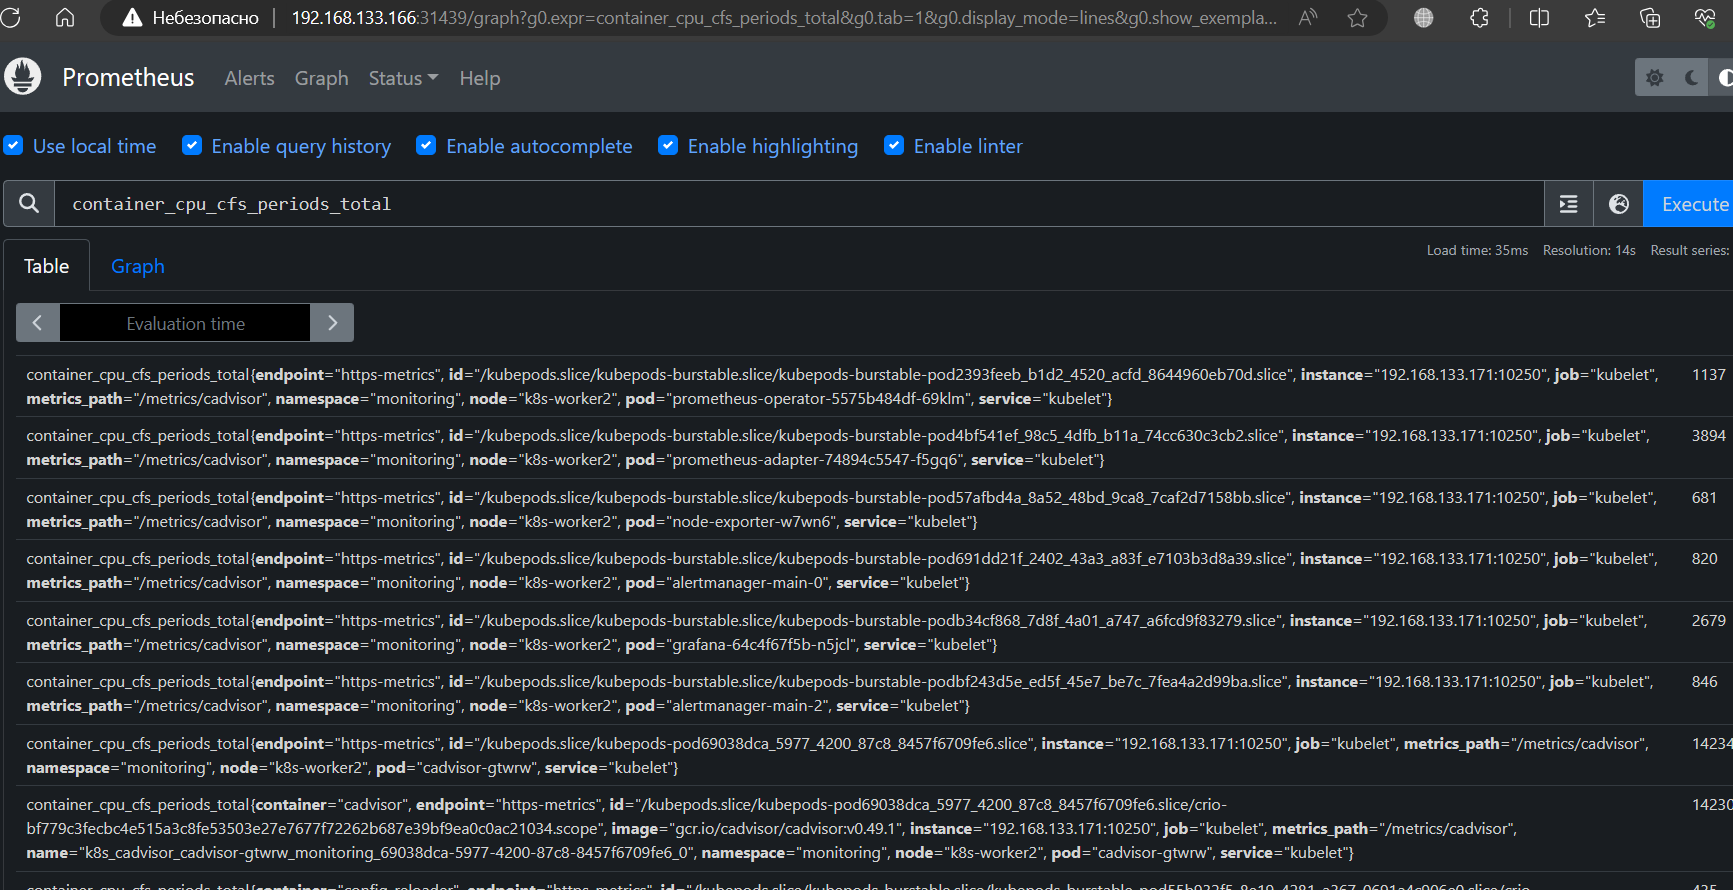 Небезопасно 192.168.133.166:31439/graph?g0.expr=container_cpu_cfs_periods_total&g0.tab=1&g0.display_mode=lines&g0.show_exempla...
Prometheus Alerts Graph Status Help
Use local time Enable query history Enable autocomplete Enable highlighting Enable linter
container_cpu_cfs_periods_total Execute
Table Graph Load time: 35ms Resolution: 14s Result series:
Evaluation time
container_cpu_cfs_periods_total{endpoint="https-metrics", id="/kubepods.slice/kubepods-burstable.slice/kubepods-burstable-pod2393feeb_b1d2_4520_acfd_8644960eb70d.slice", instance="192.168.133.171:10250", job="kubelet", 1137
metrics_path="/metrics/cadvisor", namespace="monitoring", node="k8s-worker2", pod="prometheus-operator-5575b484df-69klm", service="kubelet"}
container_cpu_cfs_periods_total{endpoint="https-metrics", id="/kubepods.slice/kubepods-burstable.slice/kubepods-burstable-pod4bf541ef_98c5_4dfb_b11a_74cc630c3cb2.slice", instance="192.168.133.171:10250", job="kubelet", 3894
metrics_path="/metrics/cadvisor", namespace="monitoring", node="k8s-worker2", pod="prometheus-adapter-74894c5547-f5gq6", service="kubelet"}
container_cpu_cfs_periods_total{endpoint="https-metrics", id="/kubepods.slice/kubepods-burstable.slice/kubepods-burstable-pod57afbd4a_8a52_48bd_9ca8_7caf2d7158bb.slice", instance="192.168.133.171:10250", job="kubelet", 681
metrics_path="/metrics/cadvisor", namespace="monitoring", node="k8s-worker2", pod="node-exporter-w7wn6", service="kubelet"}
container_cpu_cfs_periods_total{endpoint="https-metrics", id="/kubepods.slice/kubepods-burstable.slice/kubepods-burstable-pod691dd21f_2402_43a3_a83f_e7103b3d8a39.slice", instance="192.168.133.171:10250", job="kubelet", 820
metrics_path="/metrics/cadvisor", namespace="monitoring", node="k8s-worker2", pod="alertmanager-main-0", service="kubelet"}
container_cpu_cfs_periods_total{endpoint="https-metrics", id="/kubepods.slice/kubepods-burstable.slice/kubepods-burstable-podb34cf868_7d8f_4a01_a747_a6fcd9f83279.slice", instance="192.168.133.171:10250", job="kubelet", 2679
metrics_path="/metrics/cadvisor", namespace="monitoring", node="k8s-worker2", pod="grafana-64c4f67f5b-n5jcl", service="kubelet"}
container_cpu_cfs_periods_total{endpoint="https-metrics", id="/kubepods.slice/kubepods-burstable.slice/kubepods-burstable-podbf243d5e_ed5f_45e7_be7c_7fea4a2d99ba.slice", instance="192.168.133.171:10250", job="kubelet", 846
metrics_path="/metrics/cadvisor", namespace="monitoring", node="k8s-worker2", pod="alertmanager-main-2", service="kubelet"}
container_cpu_cfs_periods_total{endpoint="https-metrics", id="/kubepods.slice/kubepods-pod69038dca_5977_4200_87c8_8457f6709fe6.slice", instance="192.168.133.171:10250", job="kubelet", metrics_path="/metrics/cadvisor", 14234
namespace="monitoring", node="k8s-worker2", pod="cadvisor-gtwrw", service="kubelet"}
container_cpu_cfs_periods_total{container="cadvisor", endpoint="https-metrics", id="/kubepods.slice/kubepods-pod69038dca_5977_4200_87c8_8457f6709fe6.slice/crio- 14230
bf779c3fecbc4e515a3c8fe53503e27e7677f72262b687e39bf9ea0c0ac21034.scope", image="gcr.io/cadvisor/cadvisor:v0.49.1", instance="192.168.133.171:10250", job="kubelet", metrics_path="/metrics/cadvisor",
name="k8s_cadvisor_cadvisor-gtwrw_monitoring_69038dca-5977-4200-87c8-8457f6709fe6_0", namespace="monitoring", node="k8s-worker2", pod="cadvisor-gtwrw", service="kubelet"}